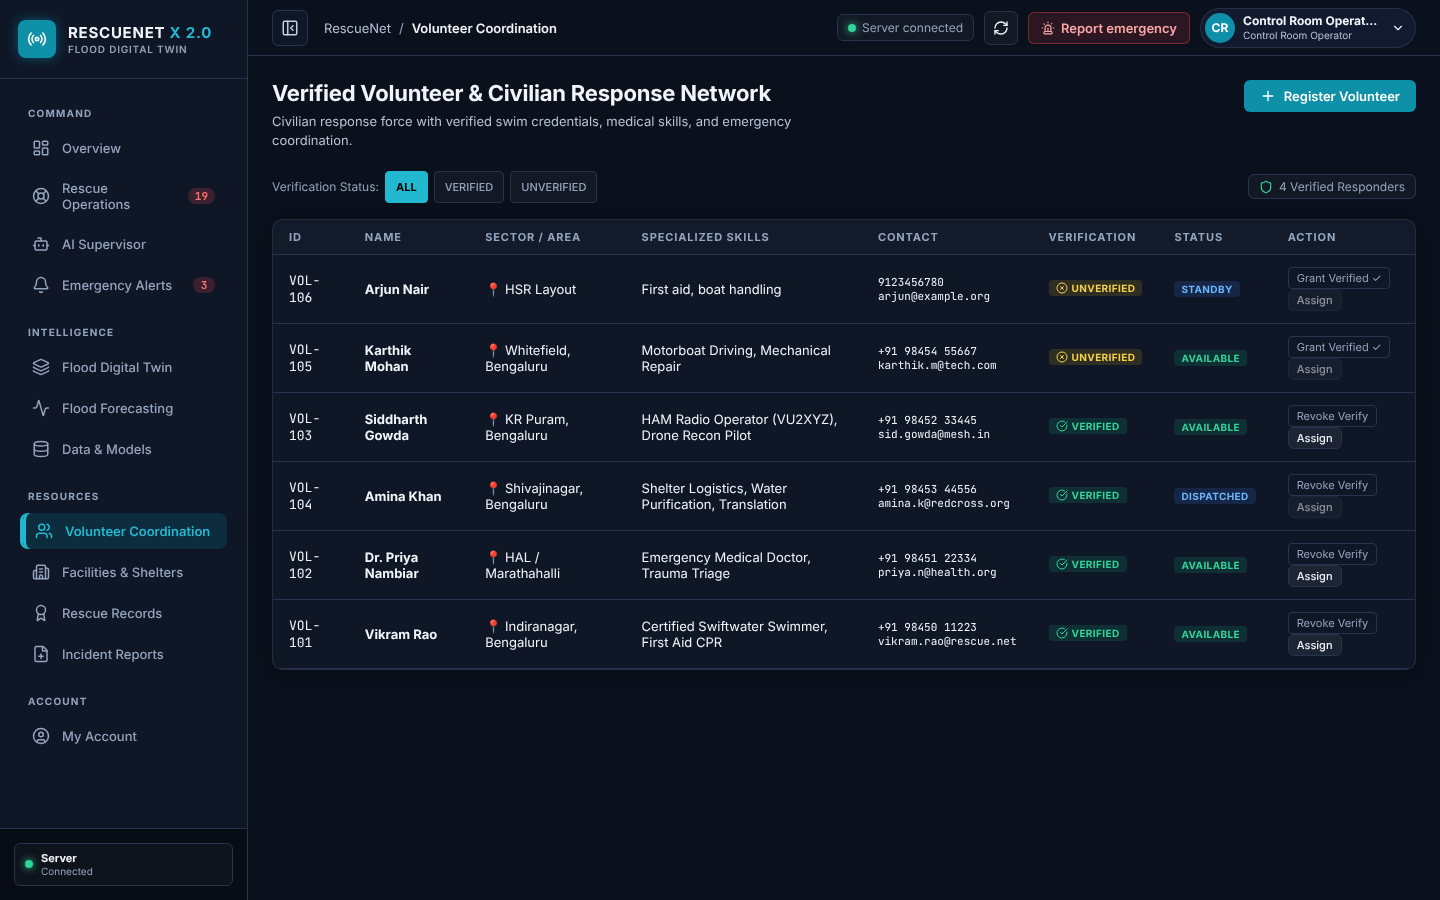 RESCUENET X 2.0
FLOOD DIGITAL TWIN
COMMAND
Overview
Rescue
Operations
19
AI Supervisor
Emergency Alerts
3
INTELLIGENCE
Flood Digital Twin
Flood Forecasting
Data & Models
RESOURCES
Volunteer Coordination
Facilities & Shelters
Rescue Records
Incident Reports
ACCOUNT
My Account
Server
Connected
RescueNet / Volunteer Coordination
Server connected
Report emergency
CR
Control Room Operat...
Control Room Operator
Verified Volunteer & Civilian Response Network
Civilian response force with verified swim credentials, medical skills, and emergency
coordination.
Register Volunteer
Verification Status: ALL VERIFIED UNVERIFIED
4 Verified Responders
ID NAME SECTOR / AREA SPECIALIZED SKILLS CONTACT VERIFICATION STATUS ACTION
VOL-
106
Arjun Nair
📍 HSR Layout
First aid, boat handling
9123456780
arjun@example.org
UNVERIFIED
STANDBY
Grant Verified ✓
Assign
VOL-
105
Karthik
Mohan
📍 Whitefield,
Bengaluru
Motorboat Driving, Mechanical
Repair
+91 98454 55667
karthik.m@tech.com
UNVERIFIED
AVAILABLE
Grant Verified ✓
Assign
VOL-
103
Siddharth
Gowda
📍 KR Puram,
Bengaluru
HAM Radio Operator (VU2XYZ),
Drone Recon Pilot
+91 98452 33445
sid.gowda@mesh.in
VERIFIED
AVAILABLE
Revoke Verify
Assign
VOL-
104
Amina Khan
📍 Shivajinagar,
Bengaluru
Shelter Logistics, Water
Purification, Translation
+91 98453 44556
amina.k@redcross.org
VERIFIED
DISPATCHED
Revoke Verify
Assign
VOL-
102
Dr. Priya
Nambiar
📍 HAL /
Marathahalli
Emergency Medical Doctor,
Trauma Triage
+91 98451 22334
priya.n@health.org
VERIFIED
AVAILABLE
Revoke Verify
Assign
VOL-
101
Vikram Rao
📍 Indiranagar,
Bengaluru
Certified Swiftwater Swimmer,
First Aid CPR
+91 98450 11223
vikram.rao@rescue.net
VERIFIED
AVAILABLE
Revoke Verify
Assign